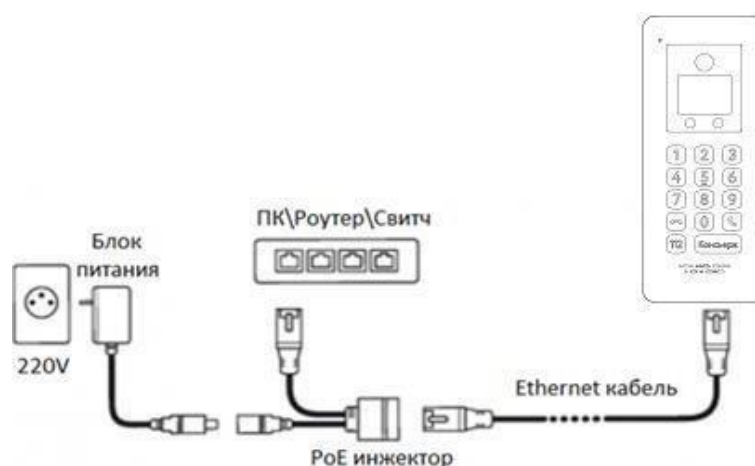 ПК\Роутер\Свитч
Блок
питания
220V
1 2 3
4 5 6
7 8 9
0
Консьерж
Ethernet кабель
PoE инжектор